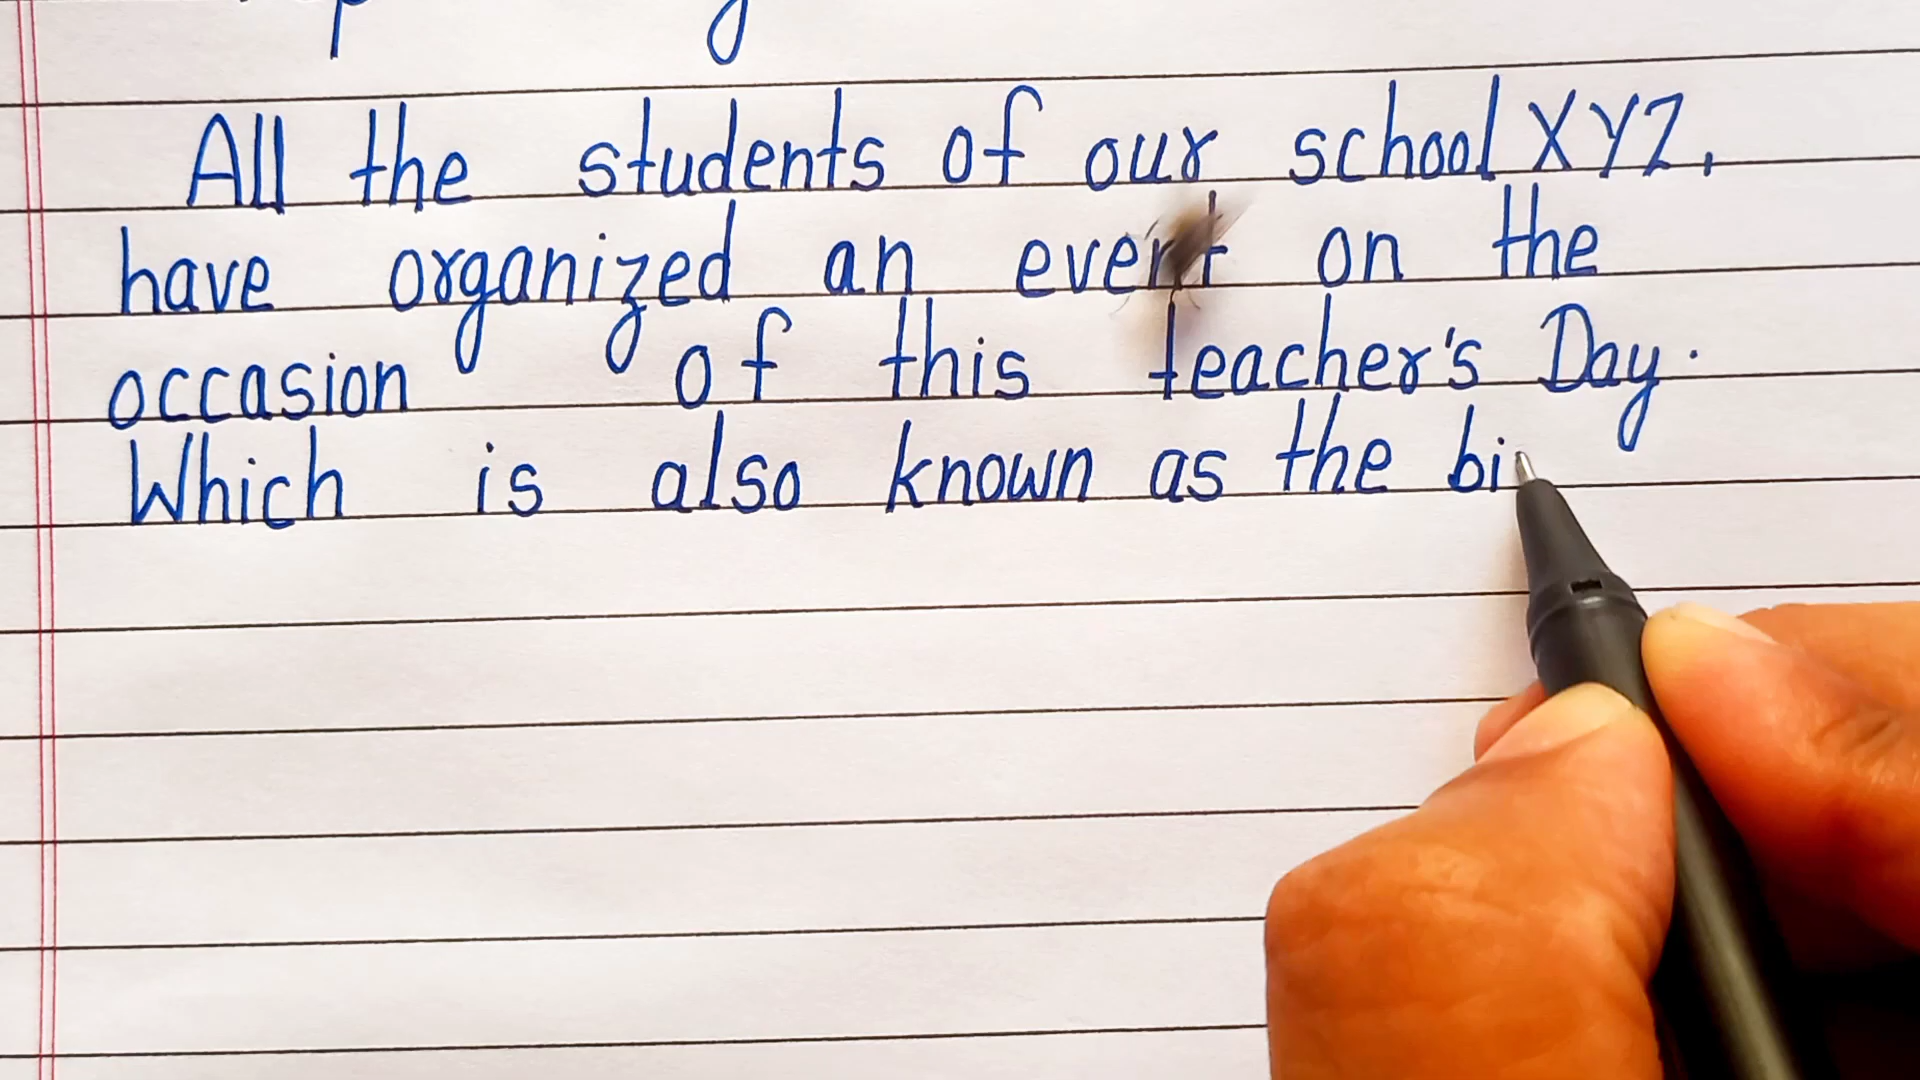 All the students of our school XYZ,
have organized an event on the
occasion of this teacher's Day.
Which is also known as the bi